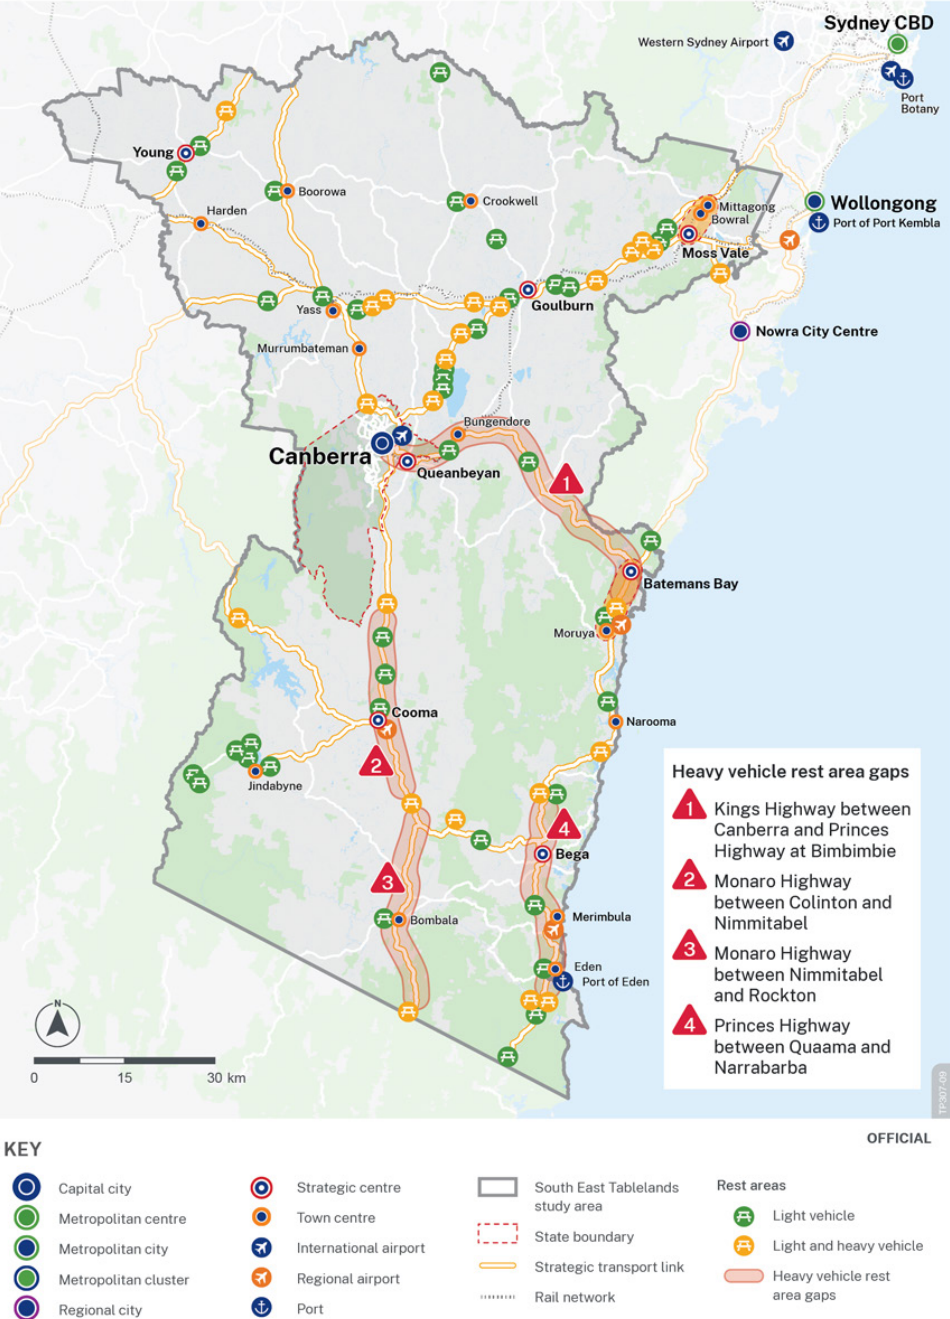 Sydney CBD
Western Sydney Airport
Port
Botany
Young
Boorowa
Harden
Crookwell
Mittagong
Bowral
Wollongong
Port of Port Kembla
Moss Vale
Goulburn
Yass
Nowra City Centre
Murrumbateman
Bungendore
Canberra
Queanbeyan
1
Batemans Bay
Moruya
Cooma
Narooma
2
Jindabyne
4
Bega
3
Bombala
Merimbula
Eden
Port of Eden
Heavy vehicle rest area gaps
1 Kings Highway between
Canberra and Princes
Highway at Bimbimbie
2 Monaro Highway
between Colinton and
Nimmitabel
3 Monaro Highway
between Nimmitabel
and Rockton
4 Princes Highway
between Quaama and
Narrabarba
N
0 15 30 km
TP307-09
OFFICIAL
KEY
Capital city
Metropolitan centre
Metropolitan city
Metropolitan cluster
Regional city
Strategic centre
Town centre
International airport
Regional airport
Port
South East Tablelands
study area
State boundary
Strategic transport link
Rail network
Rest areas
Light vehicle
Light and heavy vehicle
Heavy vehicle rest
area gaps